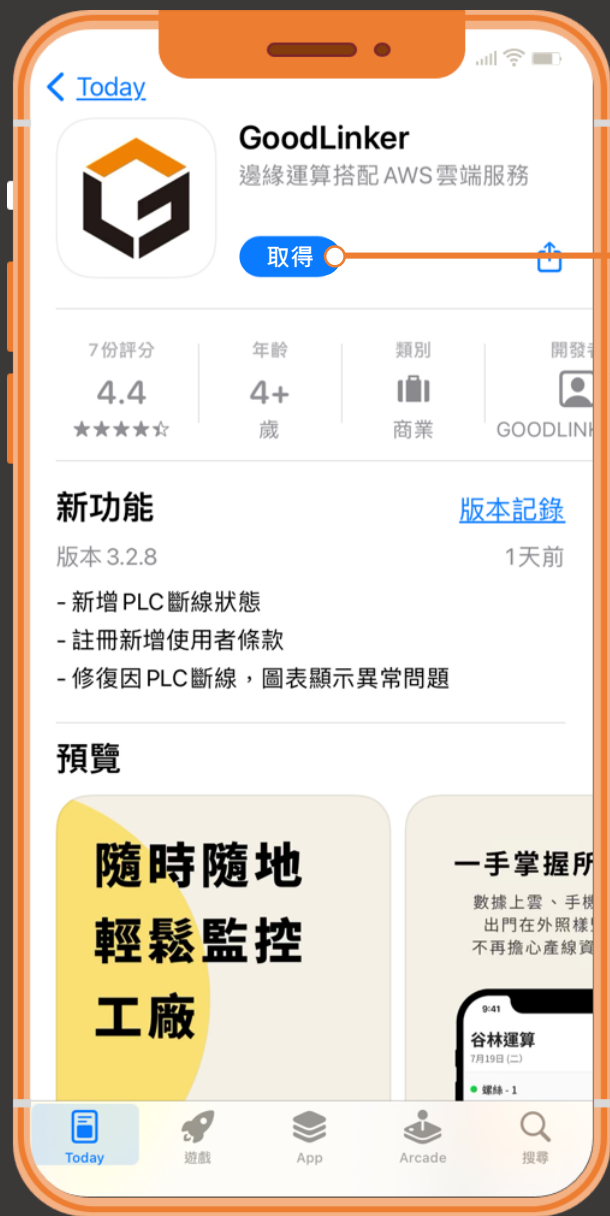 Today
GoodLinker
邊緣運算搭配 AWS 雲端服務
取得
7份評分
年齡
類別
4.4
4+
歲
商業
GOODLIN
新功能
版本記錄
版本 3.2.8
1天前
- 新增 PLC 斷線狀態
- 註冊新增使用者條款
- 修復因 PLC 斷線，圖表顯示異常問題
預覽
隨時隨地
輕鬆監控
工廠
一手掌握所
數據上雲、手機
出門在外照樣
不再擔心產線資
9:41
谷林運算
7月19日 (二)
螺絲 - 1
Today
遊戲
App
Arcade
搜尋